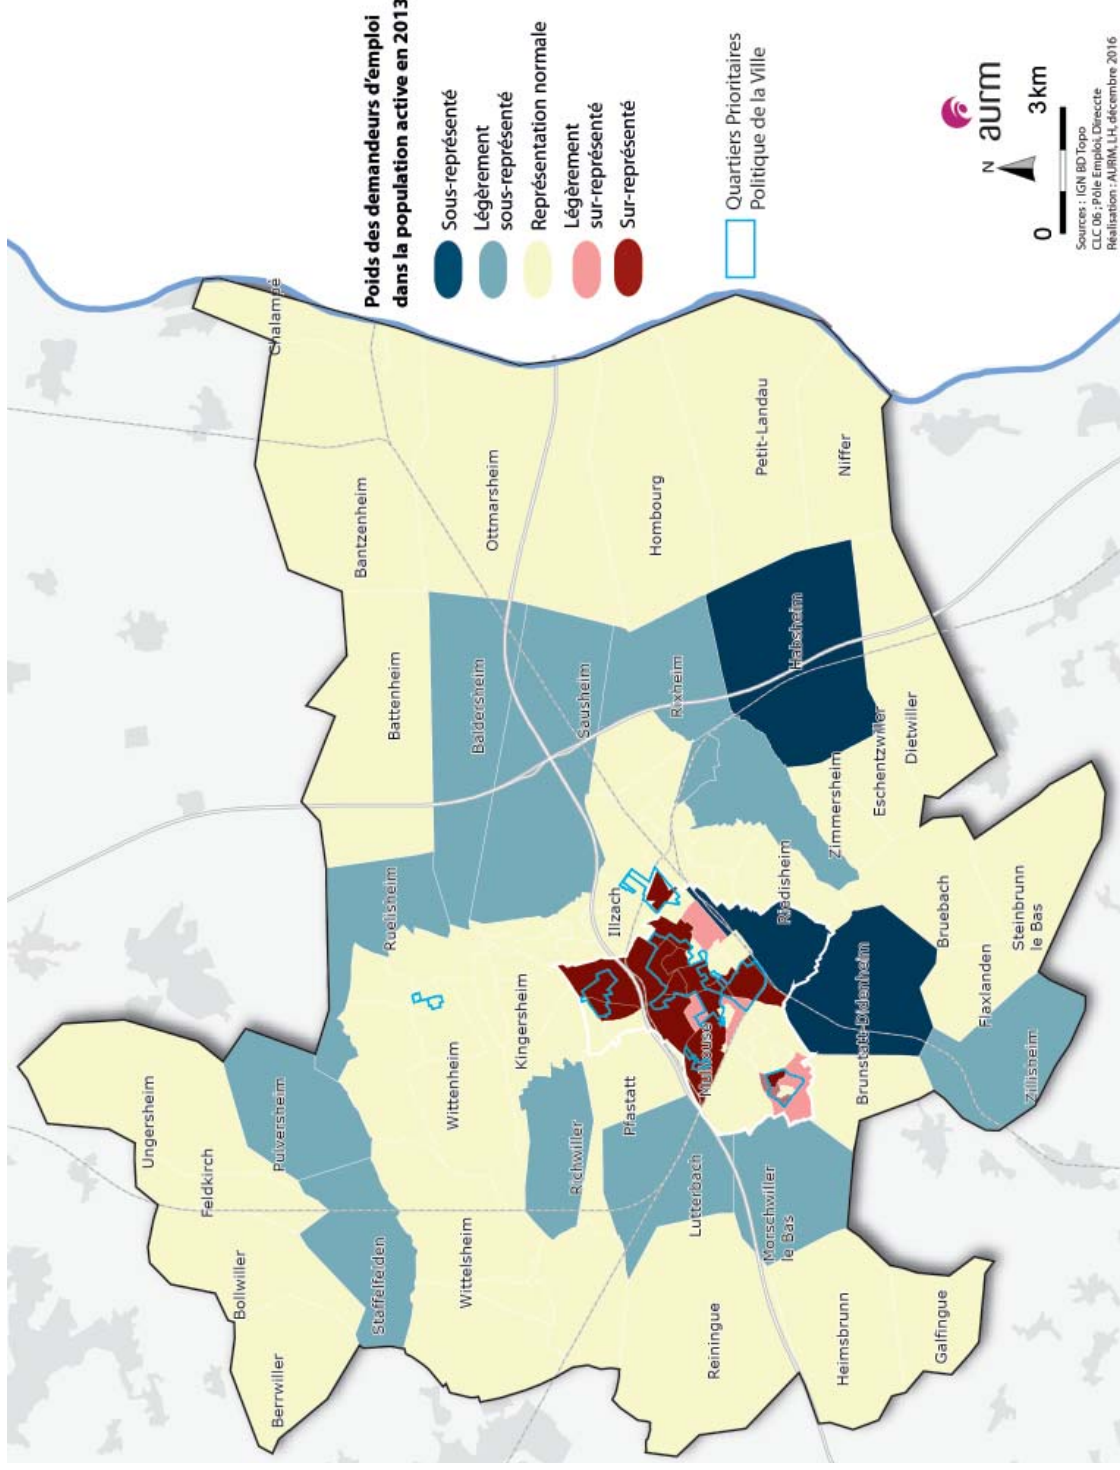 Poids des demandeurs d'emploi
dans la population active en 2013
Sous-représenté
Légèrement
sous-représenté
Représentation normale
Légèrement
sur-représenté
Sur-représenté
Quartiers Prioritaires
Politique de la Ville
Chalampé
Bantzenheim
Ottmarsheim
Hombourg
Petit-Landau
Niffer
Battenheim
Baldersheim
Sausheim
Rixheim
Habsheim
Ruelisheim
Illzach
Riedisheim
Zimmersheim
Eschentzwiller
Dietwiller
Ungersheim
Feldkirch
Pulversheim
Bollwiller
Berrwiller
Staffelfelden
Wittelsheim
Wittenheim
Kingersheim
Richwiller
Pfastatt
Mulhouse
Lutterbach
Morschwiller
le Bas
Reiningue
Heimsbrunn
Galfingue
Brunstatt-Didenheim
Bruebach
Flaxlanden
Steinbrunn
le Bas
Zillisheim
N
aurm
0
3km
Sources : IGN BD Topo
CLC 06 ; Pôle Emploi, Direccte
Réalisation : AURM, LH, décembre 2016